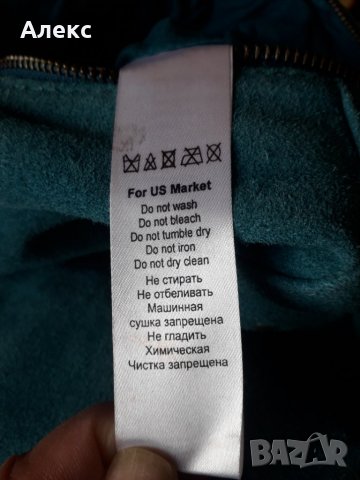 Алекс
For US Market
Do not wash
Do not bleach
Do not tumble dry
Do not iron
Do not dry clean
Не стирать
Не отбеливать
Машинная
сушка запрещена
Не гладить
Химическая
Чистка запрещена
BAZAR